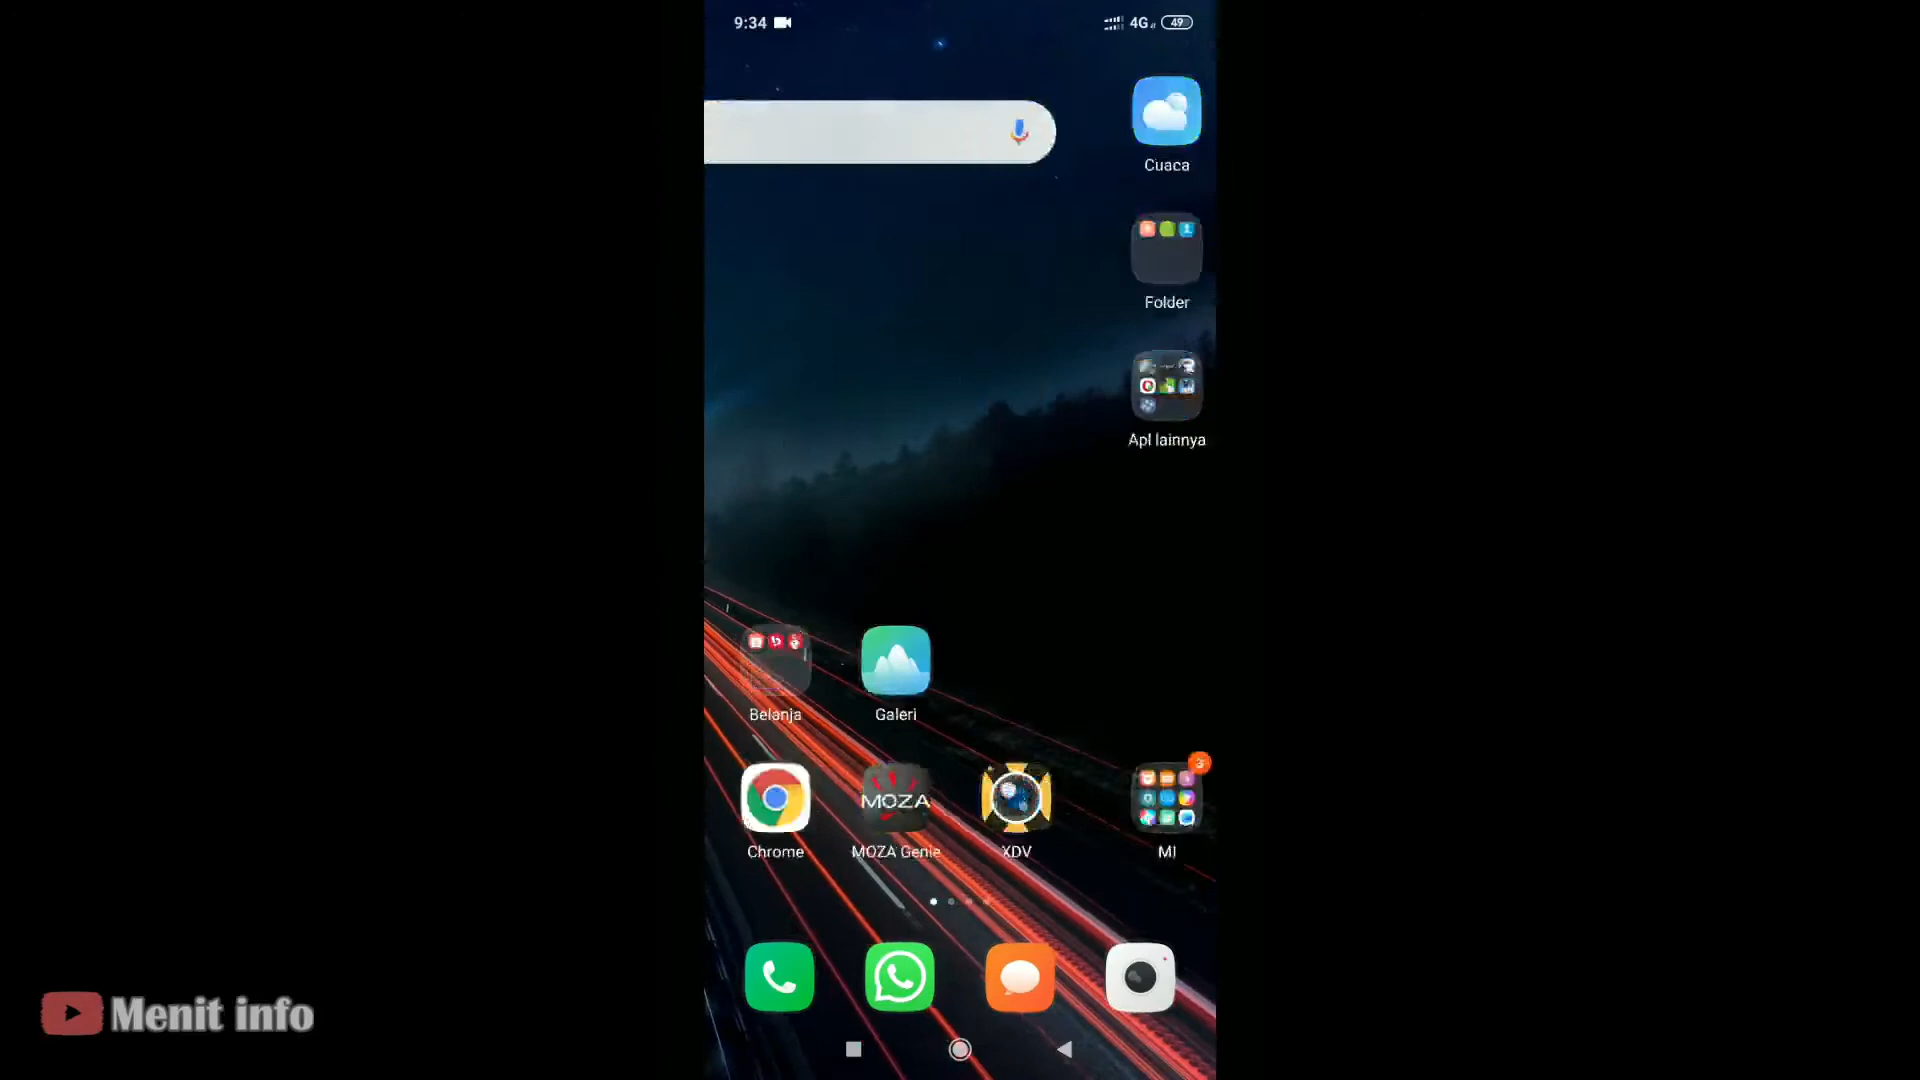 9:34
4G 49
Cuaca
Folder
Apl lainnya
Belanja
Galeri
MOZA
3
Chrome
MOZA Genie
XDV
MI
Menit info